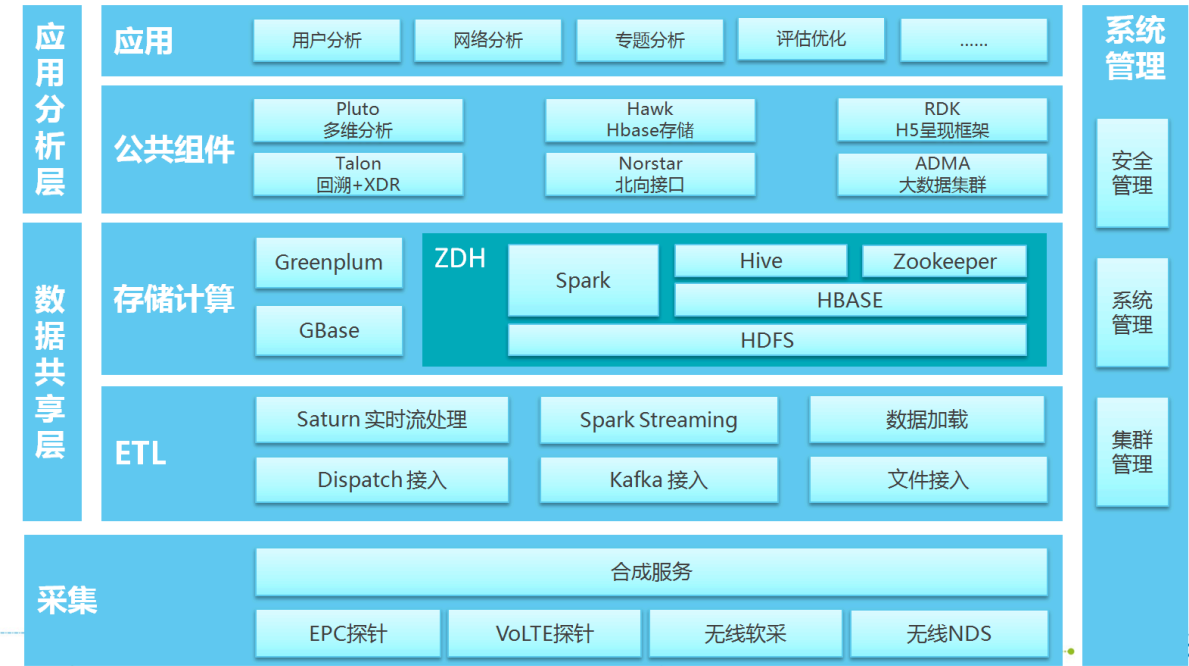 应用分析层
应用
用户分析
网络分析
专题分析
评估优化
......
公共组件
Pluto
多维分析
Hawk
Hbase存储
RDK
H5呈现框架
Talon
回溯+XDR
Norstar
北向接口
ADMA
大数据集群
数据共享层
存储计算
Greenplum
GBase
ZDH
Spark
Hive
Zookeeper
HBASE
HDFS
ETL
Saturn 实时流处理
Spark Streaming
数据加载
Dispatch 接入
Kafka 接入
文件接入
采集
合成服务
EPC探针
VoLTE探针
无线软采
无线NDS
系统
管理
安全
管理
系统
管理
集群
管理